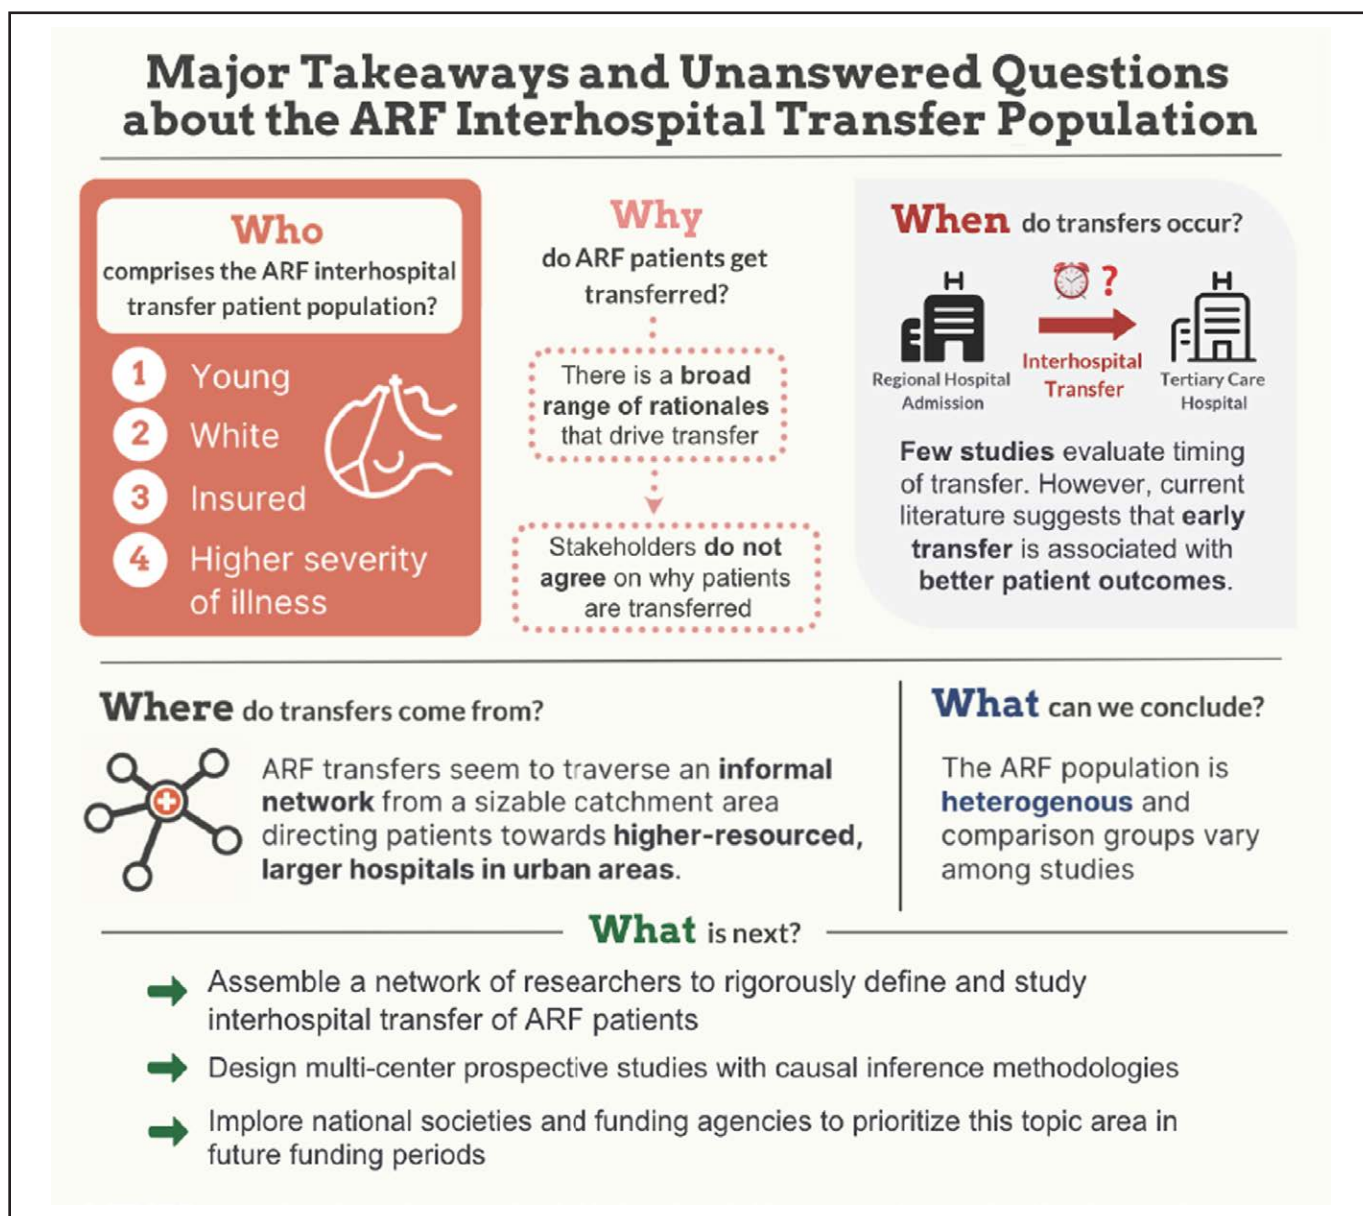 Major Takeaways and Unanswered Questions
about the ARF Interhospital Transfer Population
Who
comprises the ARF interhospital
transfer patient population?
1 Young
2 White
3 Insured
4 Higher severity
of illness
Why
do ARF patients get
transferred?
There is a broad
range of rationales
that drive transfer
Stakeholders do not
agree on why patients
are transferred
When do transfers occur?
H
?
H
Regional Hospital
Admission
Interhospital
Transfer
Tertiary Care
Hospital
Few studies evaluate timing
of transfer. However, current
literature suggests that early
transfer is associated with
better patient outcomes.
Where do transfers come from?
ARF transfers seem to traverse an informal
network from a sizable catchment area
directing patients towards higher-resourced,
larger hospitals in urban areas.
What can we conclude?
The ARF population is
heterogenous and
comparison groups vary
among studies
What is next?
Assemble a network of researchers to rigorously define and study
interhospital transfer of ARF patients
Design multi-center prospective studies with causal inference methodologies
Implore national societies and funding agencies to prioritize this topic area in
future funding periods